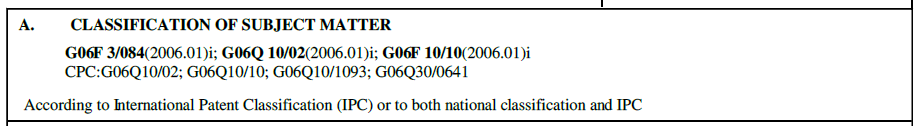 A. CLASSIFICATION OF SUBJECT MATTER
G06F 3/084(2006.01)i; G06Q 10/02(2006.01)i; G06F 10/10(2006.01)i
CPC:G06Q10/02; G06Q10/10; G06Q10/1093; G06Q30/0641
According to International Patent Classification (IPC) or to both national classification and IPC